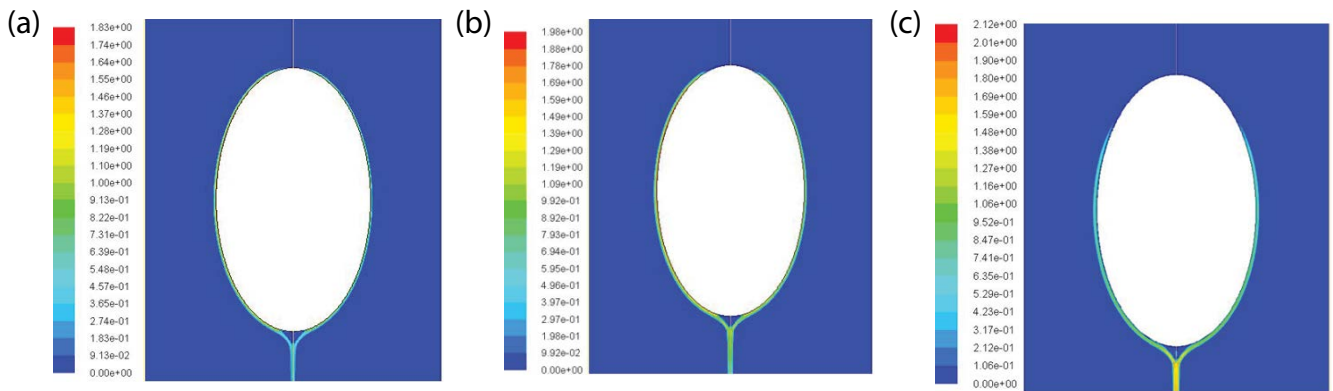 (a)
1.83e+00
1.74e+00
1.64e+00
1.55e+00
1.46e+00
1.37e+00
1.28e+00
1.19e+00
1.10e+00
1.00e+00
9.13e-01
8.22e-01
7.31e-01
6.39e-01
5.48e-01
4.57e-01
3.65e-01
2.74e-01
1.83e-01
9.13e-02
0.00e+00
(b)
1.98e+00
1.88e+00
1.78e+00
1.69e+00
1.59e+00
1.49e+00
1.39e+00
1.29e+00
1.19e+00
1.09e+00
9.92e-01
8.92e-01
7.93e-01
6.94e-01
5.95e-01
4.96e-01
3.97e-01
2.97e-01
1.98e-01
9.92e-02
0.00e+00
(c)
2.12e+00
2.01e+00
1.90e+00
1.80e+00
1.69e+00
1.59e+00
1.48e+00
1.38e+00
1.27e+00
1.16e+00
1.06e+00
9.52e-01
8.47e-01
7.41e-01
6.35e-01
5.29e-01
4.23e-01
3.17e-01
2.12e-01
1.06e-01
0.00e+00